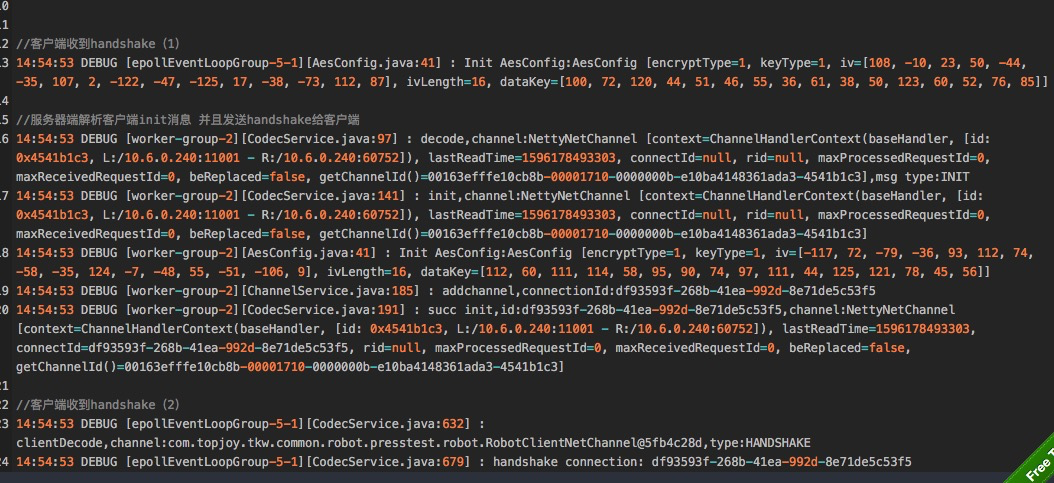 10
11
12 //客户端收到handshake（1）
13 14:54:53 DEBUG [epollEventLoopGroup-5-1][AesConfig.java:41] : Init AesConfig:AesConfig [encryptType=1, keyType=1, iv=[108, -10, 23, 50, -44,
-35, 107, 2, -122, -47, -125, 17, -38, -73, 112, 87], ivLength=16, dataKey=[100, 72, 120, 44, 51, 46, 55, 36, 61, 38, 50, 123, 60, 52, 76, 85]]
14
15 //服务器端解析客户端init消息 并且发送handshake给客户端
16 14:54:53 DEBUG [worker-group-2][CodecService.java:97] : decode,channel:NettyNetChannel [context=ChannelHandlerContext(baseHandler, [id:
0x4541b1c3, L:/10.6.0.240:11001 - R:/10.6.0.240:60752]), lastReadTime=1596178493303, connectId=null, rid=null, maxProcessedRequestId=0,
maxReceivedRequestId=0, beReplaced=false, getChannelId()=00163efffe10cb8b-00001710-0000000b-e10ba4148361ada3-4541b1c3],msg type:INIT
17 14:54:53 DEBUG [worker-group-2][CodecService.java:141] : init,channel:NettyNetChannel [context=ChannelHandlerContext(baseHandler, [id:
0x4541b1c3, L:/10.6.0.240:11001 - R:/10.6.0.240:60752]), lastReadTime=1596178493303, connectId=null, rid=null, maxProcessedRequestId=0,
maxReceivedRequestId=0, beReplaced=false, getChannelId()=00163efffe10cb8b-00001710-0000000b-e10ba4148361ada3-4541b1c3]
18 14:54:53 DEBUG [worker-group-2][AesConfig.java:41] : Init AesConfig:AesConfig [encryptType=1, keyType=1, iv=[-117, 72, -79, -36, 93, 112, 74,
-58, -35, 124, -7, -48, 55, -51, -106, 9], ivLength=16, dataKey=[112, 60, 111, 114, 58, 95, 90, 74, 97, 111, 44, 125, 121, 78, 45, 56]]
19 14:54:53 DEBUG [worker-group-2][ChannelService.java:185] : addchannel,connectionId:df93593f-268b-41ea-992d-8e71de5c53f5
20 14:54:53 DEBUG [worker-group-2][CodecService.java:191] : succ init,id:df93593f-268b-41ea-992d-8e71de5c53f5,channel:NettyNetChannel
[context=ChannelHandlerContext(baseHandler, [id: 0x4541b1c3, L:/10.6.0.240:11001 - R:/10.6.0.240:60752]), lastReadTime=1596178493303,
connectId=df93593f-268b-41ea-992d-8e71de5c53f5, rid=null, maxProcessedRequestId=0, maxReceivedRequestId=0, beReplaced=false,
getChannelId()=00163efffe10cb8b-00001710-0000000b-e10ba4148361ada3-4541b1c3]
21
22 //客户端收到handshake（2）
23 14:54:53 DEBUG [epollEventLoopGroup-5-1][CodecService.java:632] :
clientDecode,channel:com.topjoy.tkw.common.robot.presstest.robot.RobotClientNetChannel@5fb4c28d,type:HANDSHAKE
24 14:54:53 DEBUG [epollEventLoopGroup-5-1][CodecService.java:679] : handshake connection: df93593f-268b-41ea-992d-8e71de5c53f5
Free